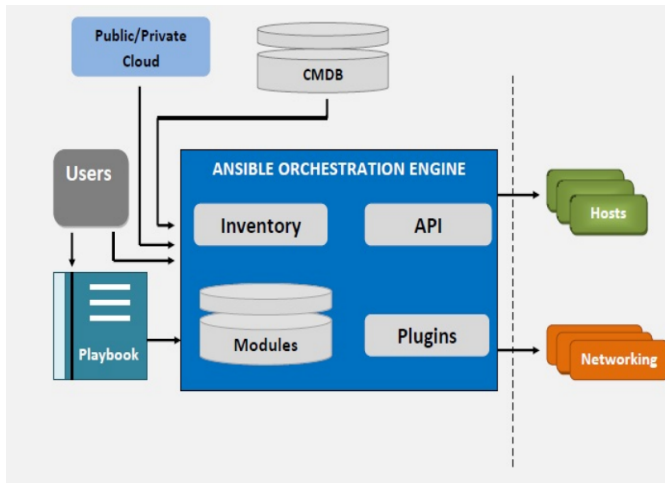 Public/Private
Cloud
CMDB
Users
ANSIBLE ORCHESTRATION ENGINE
Inventory
API
Hosts
Playbook
Modules
Plugins
Networking